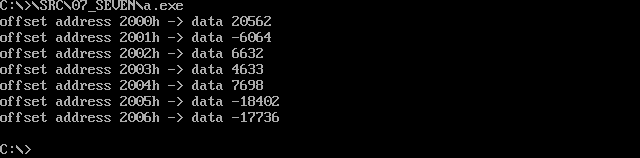 C:\>\SRC\07_SEVEN\a.exe
offset address 2000h -> data 20562
offset address 2001h -> data -6064
offset address 2002h -> data 6632
offset address 2003h -> data 4633
offset address 2004h -> data 7698
offset address 2005h -> data -18402
offset address 2006h -> data -17736
C:\>